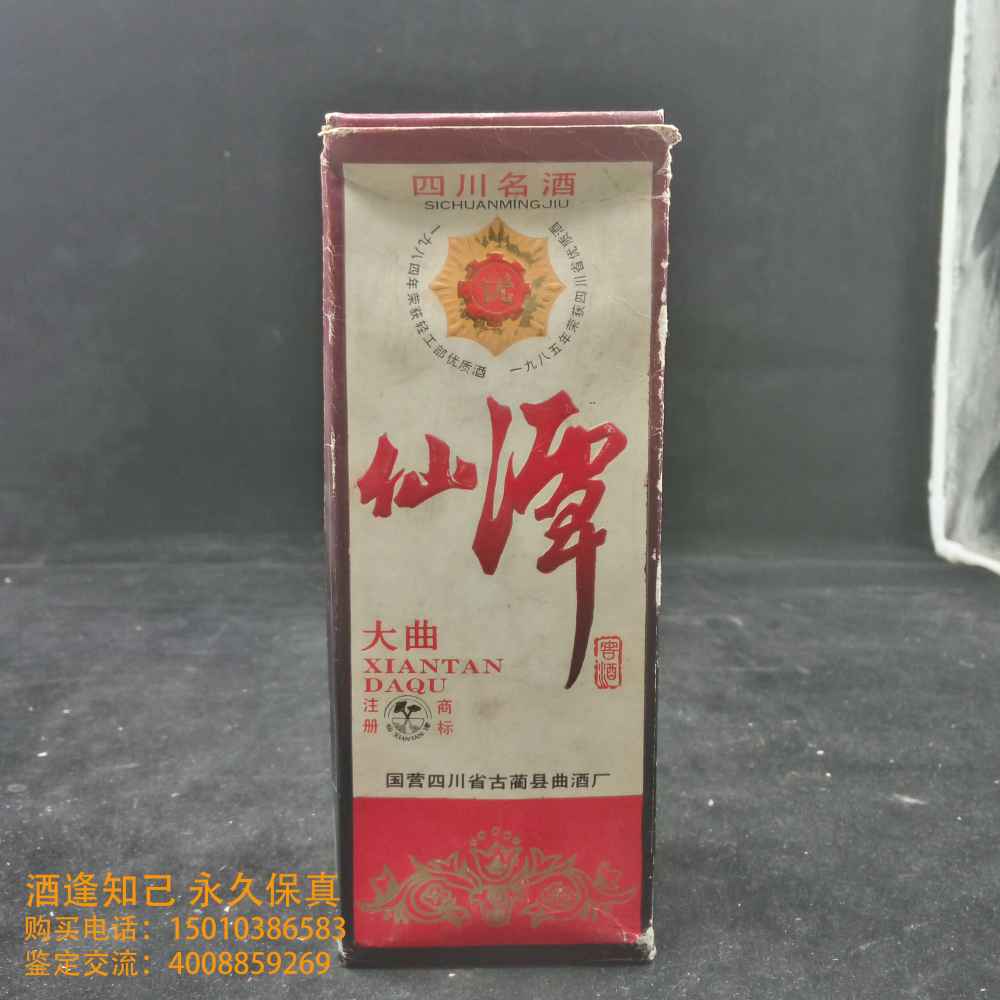 四川名酒
SICHUANMINGJIU
一九八四年荣获轻工部优质酒
一九八五年荣获四川省优质酒
优
仙潭
大曲
窖酒
XIANTAN
DAQU
注册
商标
XIANTAN
国营四川省古蔺县曲酒厂
酒逢知己 永久保真
购买电话：15010386583
鉴定交流：4008859269